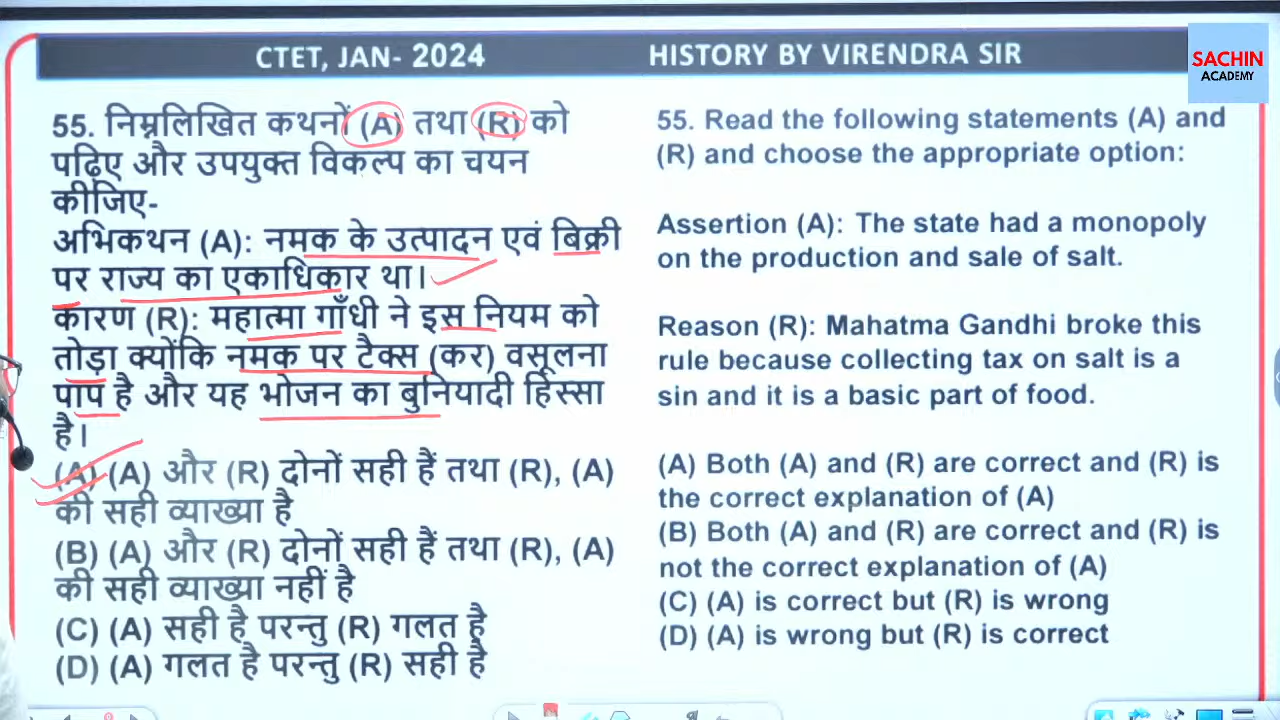 CTET, JAN- 2024
HISTORY BY VIRENDRA SIR
SACHIN
ACADEMY
55. निम्नलिखित कथनों (A) तथा (R) को
पढ़िए और उपयुक्त विकल्प का चयन
कीजिए-
अभिकथन (A): नमक के उत्पादन एवं बिक्री
पर राज्य का एकाधिकार था।
कारण (R): महात्मा गाँधी ने इस नियम को
तोड़ा क्योंकि नमक पर टैक्स (कर) वसूलना
पाप है और यह भोजन का बुनियादी हिस्सा
है।
(A) (A) और (R) दोनों सही हैं तथा (R), (A)
की सही व्याख्या है
(B) (A) और (R) दोनों सही हैं तथा (R), (A)
की सही व्याख्या नहीं है
(C) (A) सही है परन्तु (R) गलत है
(D) (A) गलत है परन्तु (R) सही है
55. Read the following statements (A) and
(R) and choose the appropriate option:
Assertion (A): The state had a monopoly
on the production and sale of salt.
Reason (R): Mahatma Gandhi broke this
rule because collecting tax on salt is a
sin and it is a basic part of food.
(A) Both (A) and (R) are correct and (R) is
the correct explanation of (A)
(B) Both (A) and (R) are correct and (R) is
not the correct explanation of (A)
(C) (A) is correct but (R) is wrong
(D) (A) is wrong but (R) is correct